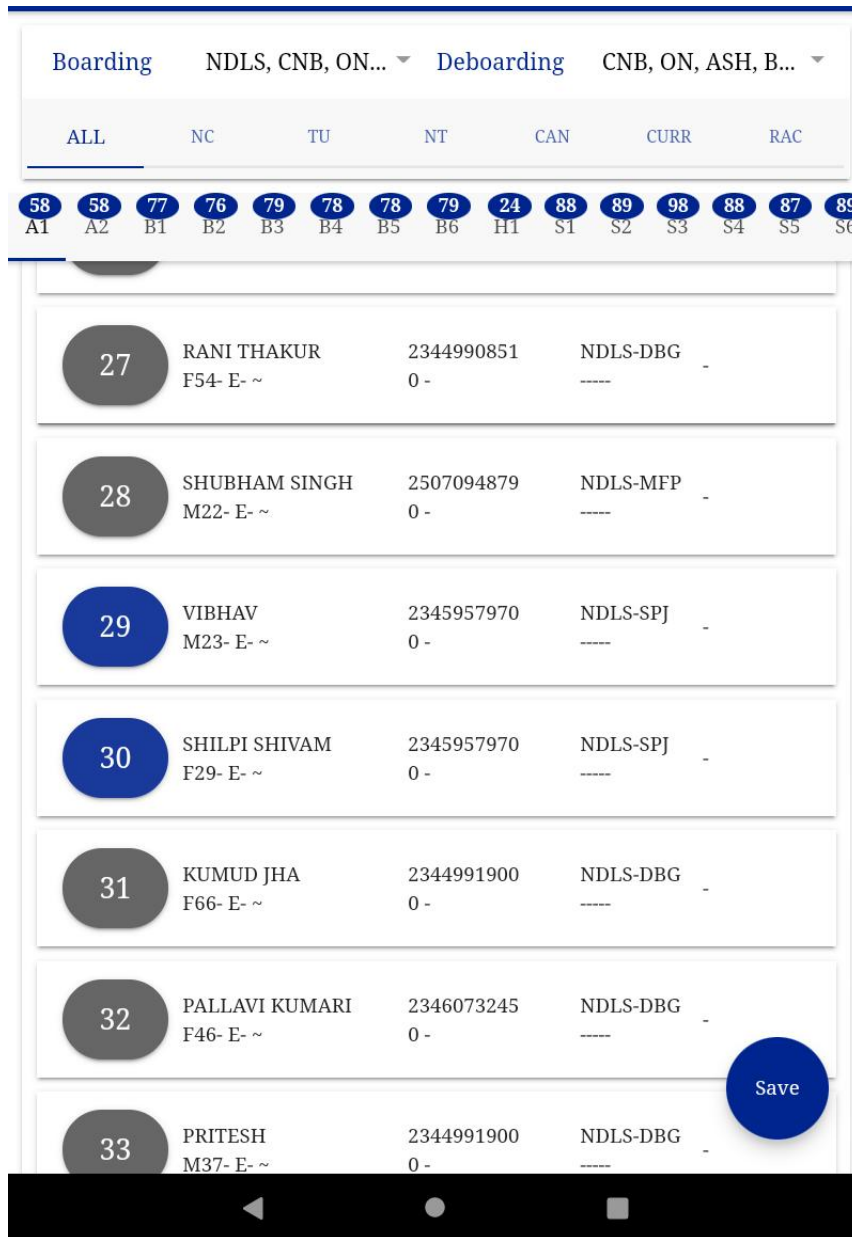 Boarding NDLS, CNB, ON... Deboarding CNB, ON, ASH, B...
ALL NC TU NT CAN CURR RAC
58 58 77 76 79 78 78 79 24 88 89 98 88 87 89
A1 A2 B1 B2 B3 B4 B5 B6 H1 S1 S2 S3 S4 S5 S6
27 RANI THAKUR 2344990851 NDLS-DBG -
F54- E- ~ 0 - -----
28 SHUBHAM SINGH 2507094879 NDLS-MFP -
M22- E- ~ 0 - -----
29 VIBHAV 2345957970 NDLS-SPJ -
M23- E- ~ 0 - -----
30 SHILPI SHIVAM 2345957970 NDLS-SPJ -
F29- E- ~ 0 - -----
31 KUMUD JHA 2344991900 NDLS-DBG -
F66- E- ~ 0 - -----
32 PALLAVI KUMARI 2346073245 NDLS-DBG -
F46- E- ~ 0 - -----
Save
33 PRITESH 2344991900 NDLS-DBG -
M37- E- ~ 0 - -----